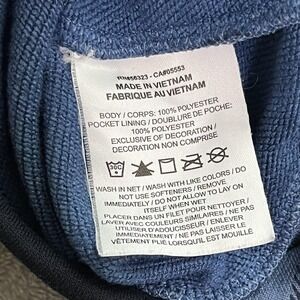 RN#56323 - CA#05553
MADE IN VIETNAM
FABRIQUE AU VIETNAM
BODY / CORPS: 100% POLYESTER
POCKET LINING / DOUBLURE DE POCHE:
100% POLYESTER
EXCLUSIVE OF DECORATION /
DECORATION NON COMPRISE
WASH IN NET / WASH WITH LIKE COLORS / DO
NOT USE SOFTENERS / REMOVE
IMMEDIATELY / DO NOT ALLOW TO LAY ON
ITSELF WHEN WET
PLACER DANS UN FILET POUR NETTOYER /
LAVER AVEC COULEURS SIMILAIRES / NE PAS
UTILISER D'ADOUCISSEUR / ENLEVER
IMMÉDIATEMENT / NE PAS LAISSER LE
VÊTEMENT PLIÉ LORSQU'IL EST MOUILLÉ